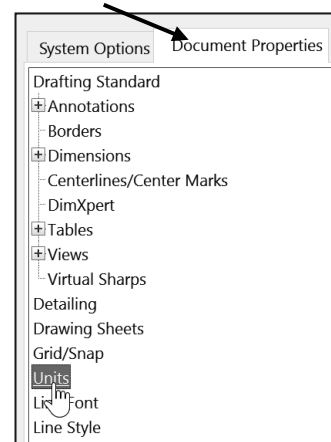 System Options Document Properties
Drafting Standard
Annotations
Borders
Dimensions
Centerlines/Center Marks
DimXpert
Tables
Views
Virtual Sharps
Detailing
Drawing Sheets
Grid/Snap
Units
Font
Line Style